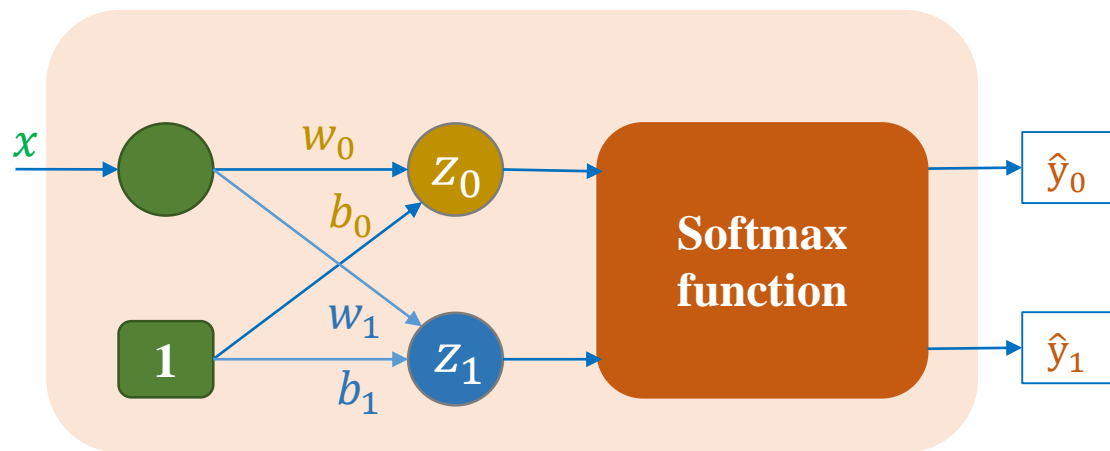 x
w₀
z₀
ŷ₀
b₀
Softmax
function
1
w₁
z₁
ŷ₁
b₁